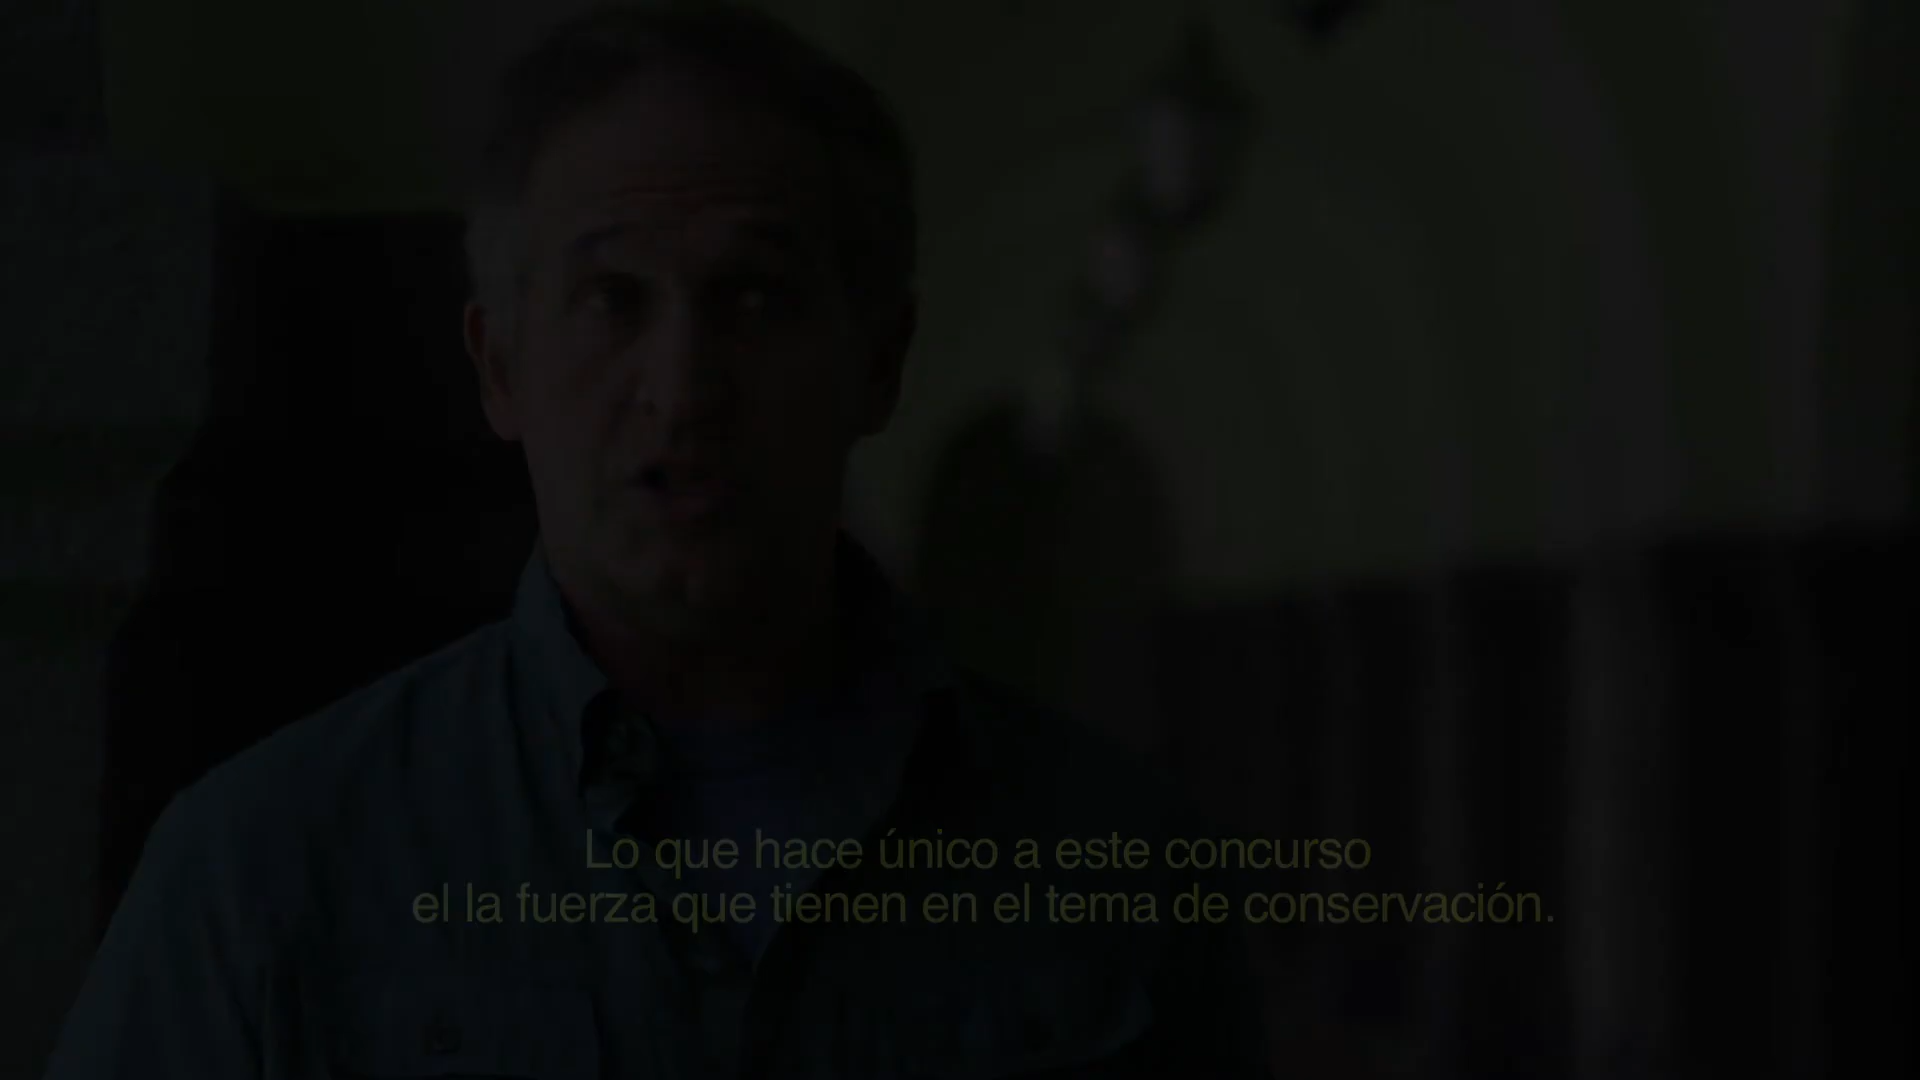 Lo que hace único a este concurso
el la fuerza que tienen en el tema de conservación.